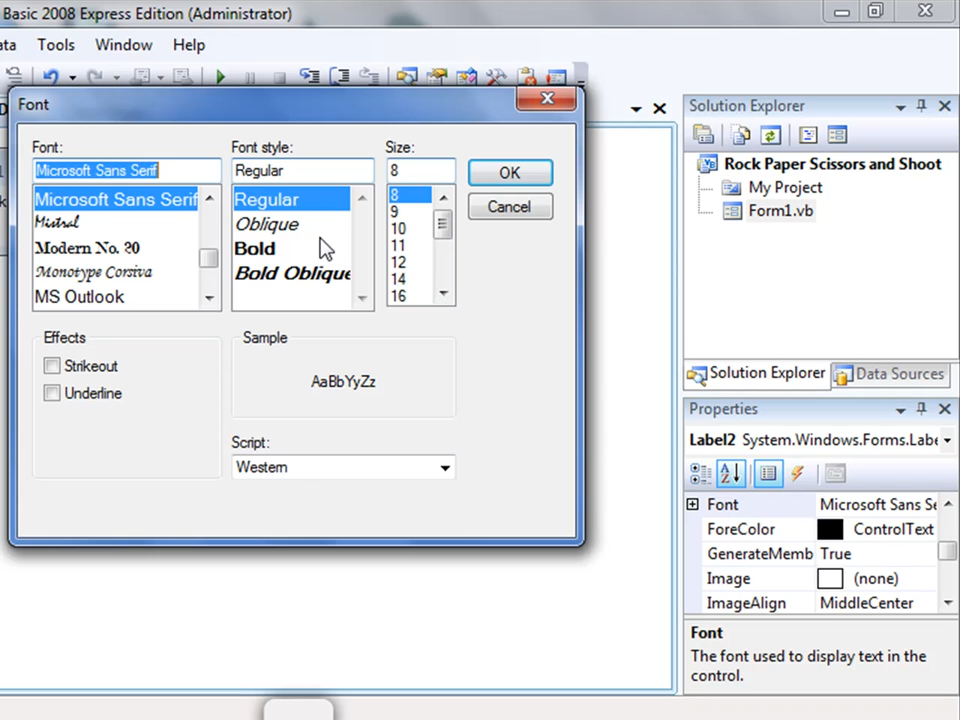 Basic 2008 Express Edition (Administrator)
ata Tools Window Help
Font
Font: Font style: Size:
Microsoft Sans Serif Regular 8
Microsoft Sans Serif
Mistral
Modern No. 20
Monotype Corsiva
MS Outlook
Regular
Oblique
Bold
Bold Oblique
8
9
10
11
12
14
16
OK
Cancel
Effects
Strikeout
Underline
Sample
AaBbYyZz
Script:
Western
Solution Explorer
Rock Paper Scissors and Shoot
My Project
Form1.vb
Solution Explorer Data Sources
Properties
Label2 System.Windows.Forms.Labe
Font Microsoft Sans Se
ForeColor ControlText
GenerateMemb True
Image (none)
ImageAlign MiddleCenter
Font
The font used to display text in the
control.